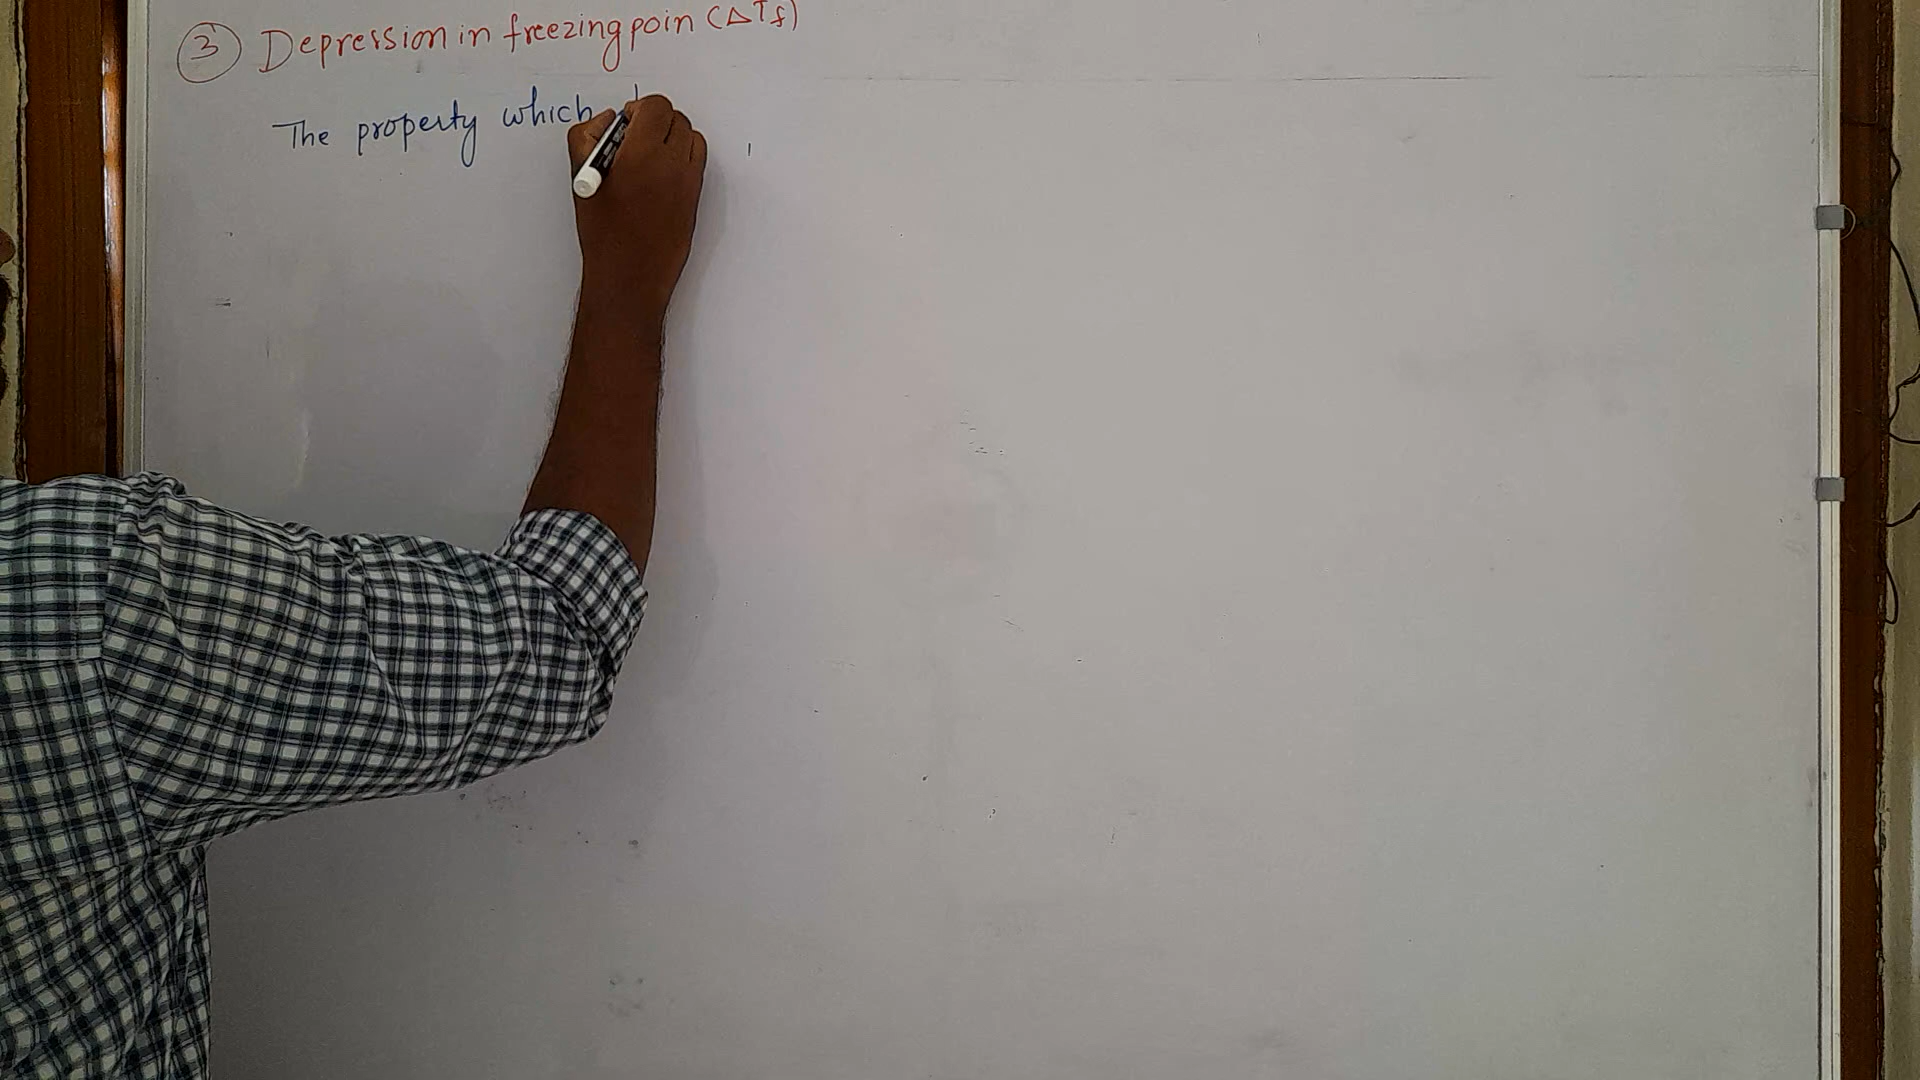 3 Depression in freezing poin (ΔTf)
The property which